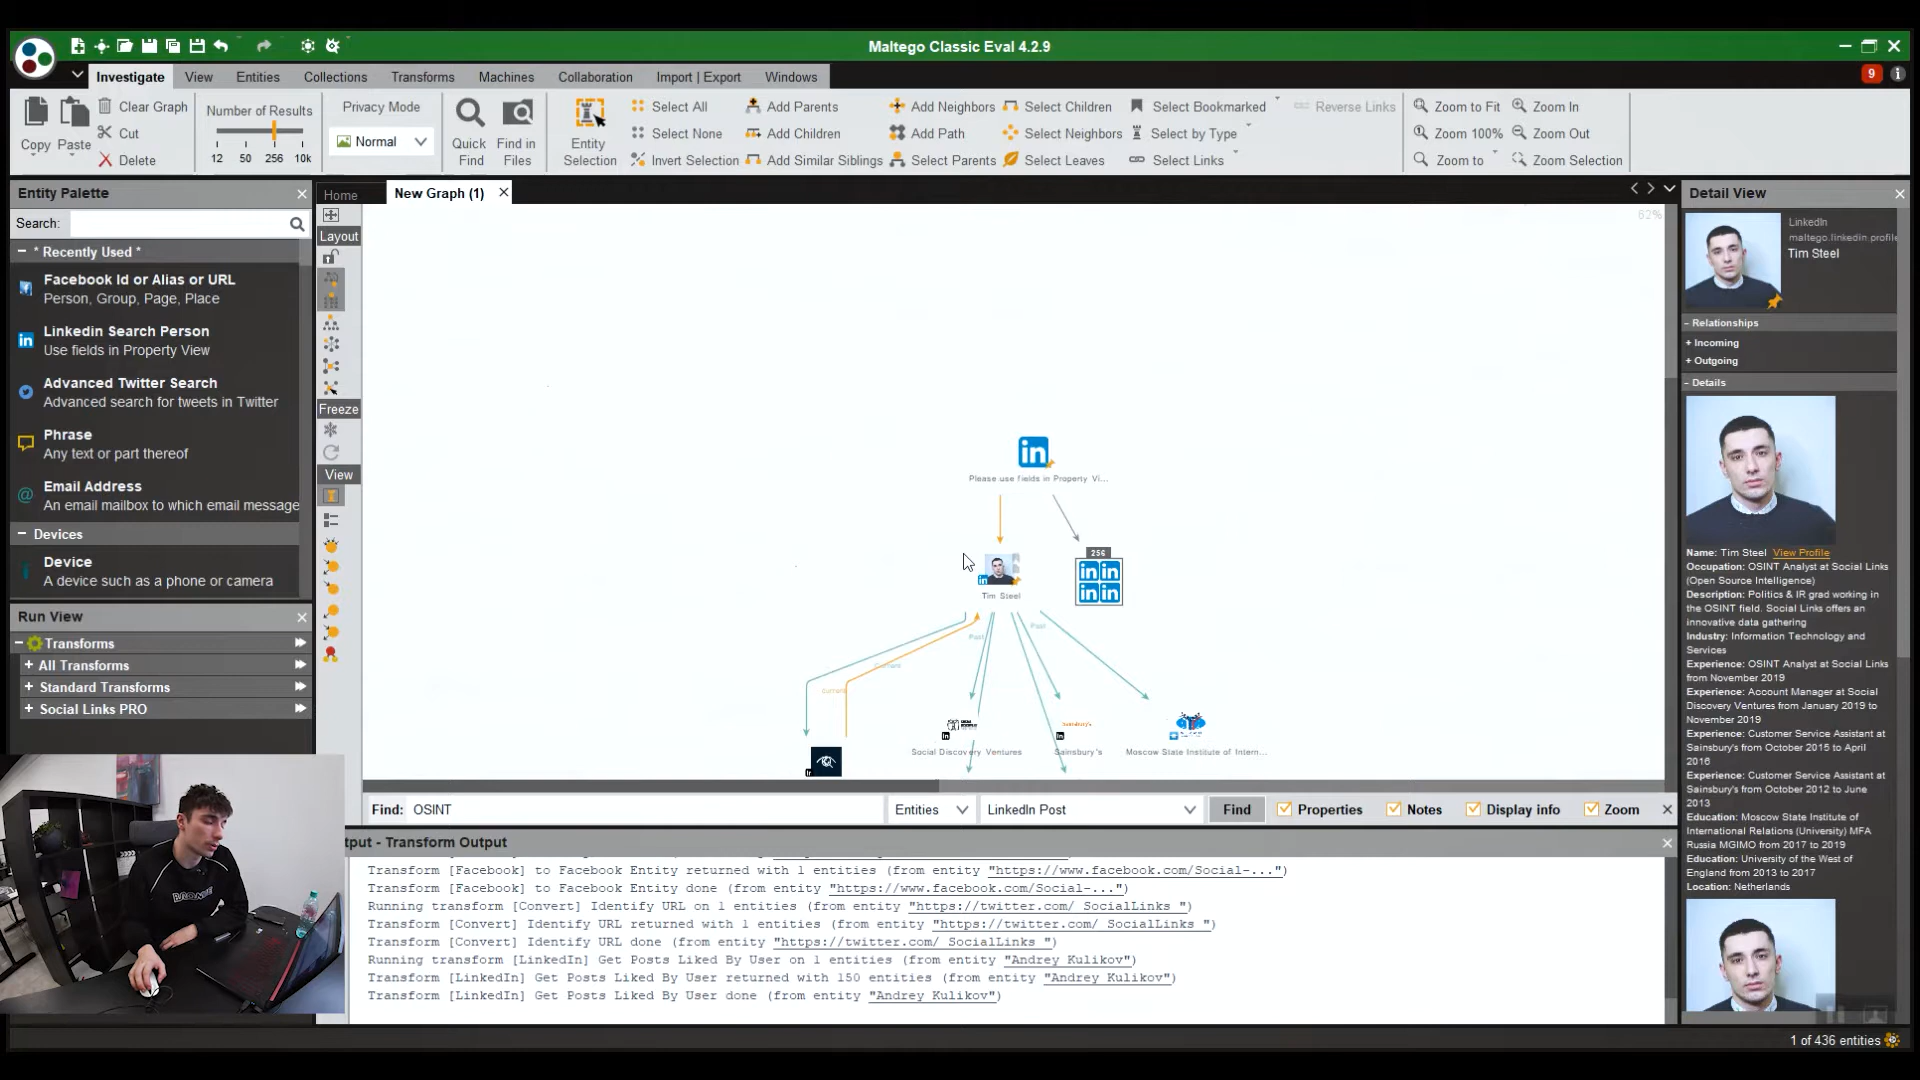 Maltego Classic Eval 4.2.9
Investigate
View
Entities
Collections
Transforms
Machines
Collaboration
Import | Export
Windows
9
Copy
Paste
Clear Graph
Cut
Delete
Number of Results
12 50 256 10k
Privacy Mode
Normal
Quick
Find
Find in
Files
Entity
Selection
Select All
Select None
Invert Selection
Add Parents
Add Children
Add Similar Siblings
Add Neighbors
Add Path
Select Parents
Select Children
Select Neighbors
Select Leaves
Select Bookmarked
Select by Type
Select Links
Reverse Links
Zoom to Fit
Zoom 100%
Zoom to
Zoom In
Zoom Out
Zoom Selection
Entity Palette
Search:
* Recently Used *
Facebook Id or Alias or URL
Person, Group, Page, Place
Linkedin Search Person
Use fields in Property View
Advanced Twitter Search
Advanced search for tweets in Twitter
Phrase
Any text or part thereof
Email Address
An email mailbox to which email message
Devices
Device
A device such as a phone or camera
Run View
Transforms
All Transforms
Standard Transforms
Social Links PRO
Home
New Graph (1)
Layout
Freeze
View
62%
Please use fields in Property Vi...
256
Tim Steel
Past
Past
Current
Current
Social Discovery Ventures
Sainsbury's
Sainsbury's
Moscow State Institute of Intern...
Find: OSINT
Entities
LinkedIn Post
Find
Properties
Notes
Display info
Zoom
tput - Transform Output
Transform [Facebook] to Facebook Entity returned with 1 entities (from entity "https://www.facebook.com/Social-...")
Transform [Facebook] to Facebook Entity done (from entity "https://www.facebook.com/Social-...")
Running transform [Convert] Identify URL on 1 entities (from entity "https://twitter.com/_SocialLinks_")
Transform [Convert] Identify URL returned with 1 entities (from entity "https://twitter.com/_SocialLinks_")
Transform [Convert] Identify URL done (from entity "https://twitter.com/_SocialLinks_")
Running transform [LinkedIn] Get Posts Liked By User on 1 entities (from entity "Andrey Kulikov")
Transform [LinkedIn] Get Posts Liked By User returned with 150 entities (from entity "Andrey Kulikov")
Transform [LinkedIn] Get Posts Liked By User done (from entity "Andrey Kulikov")
Detail View
LinkedIn
maltego.linkedin.profile
Tim Steel
- Relationships
+ Incoming
+ Outgoing
- Details
Name: Tim Steel View Profile
Occupation: OSINT Analyst at Social Links
(Open Source Intelligence)
Description: Politics & IR grad working in
the OSINT field. Social Links offers an
innovative data gathering
Industry: Information Technology and
Services
Experience: OSINT Analyst at Social Links
from November 2019
Experience: Account Manager at Social
Discovery Ventures from January 2019 to
November 2019
Experience: Customer Service Assistant at
Sainsbury's from October 2015 to April
2016
Experience: Customer Service Assistant at
Sainsbury's from October 2012 to June
2013
Education: Moscow State Institute of
International Relations (University) MFA
Russia MGIMO from 2017 to 2019
Education: University of the West of
England from 2013 to 2017
Location: Netherlands
1 of 436 entities